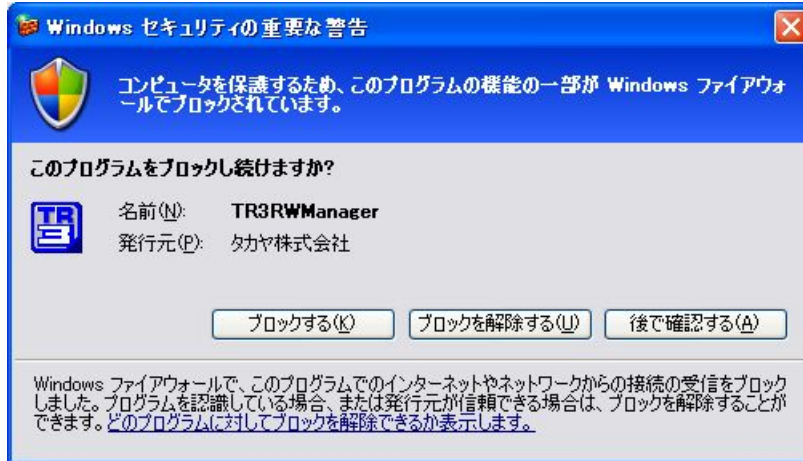 Windows セキュリティの重要な警告
コンピュータを保護するため、このプログラムの機能の一部が Windows ファイアウォ
ールでブロックされています。
このプログラムをブロックし続けますか?
TR3
名前(N): TR3RWManager
発行元(P): タカヤ株式会社
ブロックする(K) ブロックを解除する(U) 後で確認する(A)
Windows ファイアウォールで、このプログラムでのインターネットやネットワークからの接続の受信をブロック
しました。プログラムを認識している場合、または発行元が信頼できる場合は、ブロックを解除することが
できます。どのプログラムに対してブロックを解除できるか表示します。